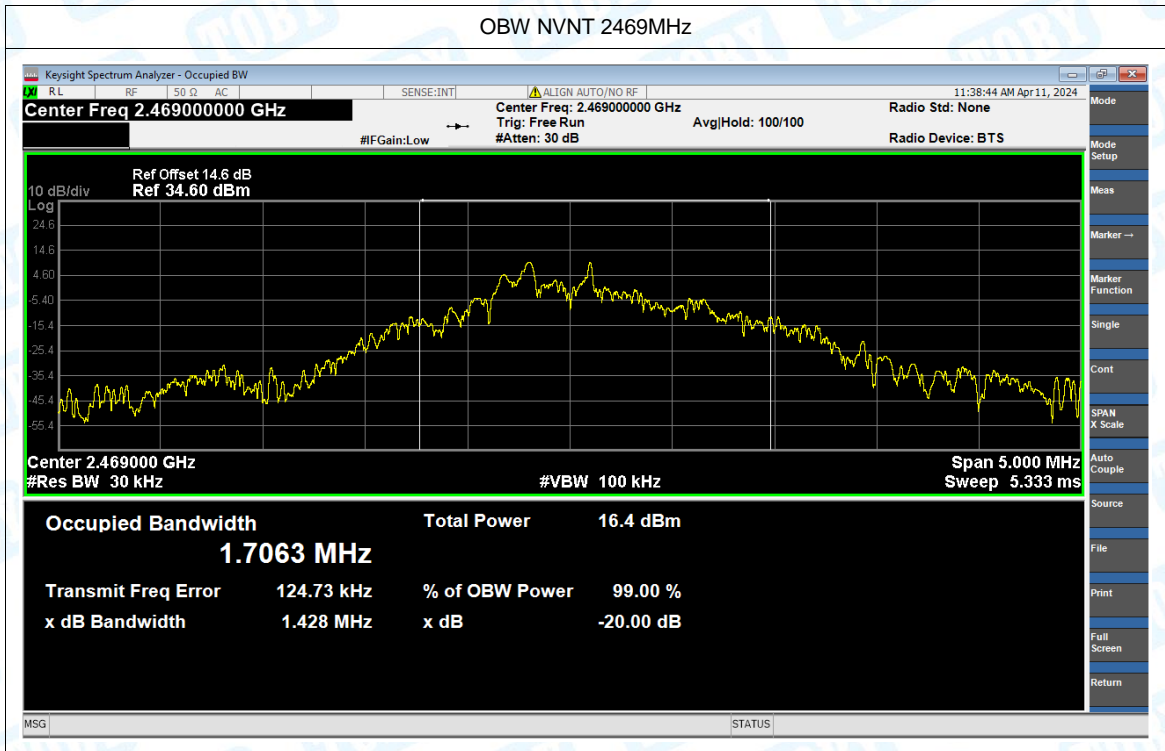 OBW NVNT 2469MHz
Keysight Spectrum Analyzer - Occupied BW
LXI RL RF 50 Ω AC SENSE:INT ALIGN AUTO/NO RF 11:38:44 AM Apr 11, 2024
Center Freq 2.469000000 GHz
Center Freq: 2.469000000 GHz
Radio Std: None
Trig: Free Run
Avg|Hold: 100/100
#IFGain:Low
#Atten: 30 dB
Radio Device: BTS
Ref Offset 14.6 dB
10 dB/div Ref 34.60 dBm
Log
24.6
14.6
4.60
-5.40
-15.4
-25.4
-35.4
-45.4
-55.4
Center 2.469000 GHz
Span 5.000 MHz
#Res BW 30 kHz
#VBW 100 kHz
Sweep 5.333 ms
Occupied Bandwidth
Total Power 16.4 dBm
1.7063 MHz
Transmit Freq Error 124.73 kHz
% of OBW Power 99.00 %
x dB Bandwidth 1.428 MHz
x dB -20.00 dB
Mode
Mode
Setup
Meas
Marker →
Marker
Function
Single
Cont
SPAN
X Scale
Auto
Couple
Source
File
Print
Full
Screen
Return
MSG
STATUS
TOBY